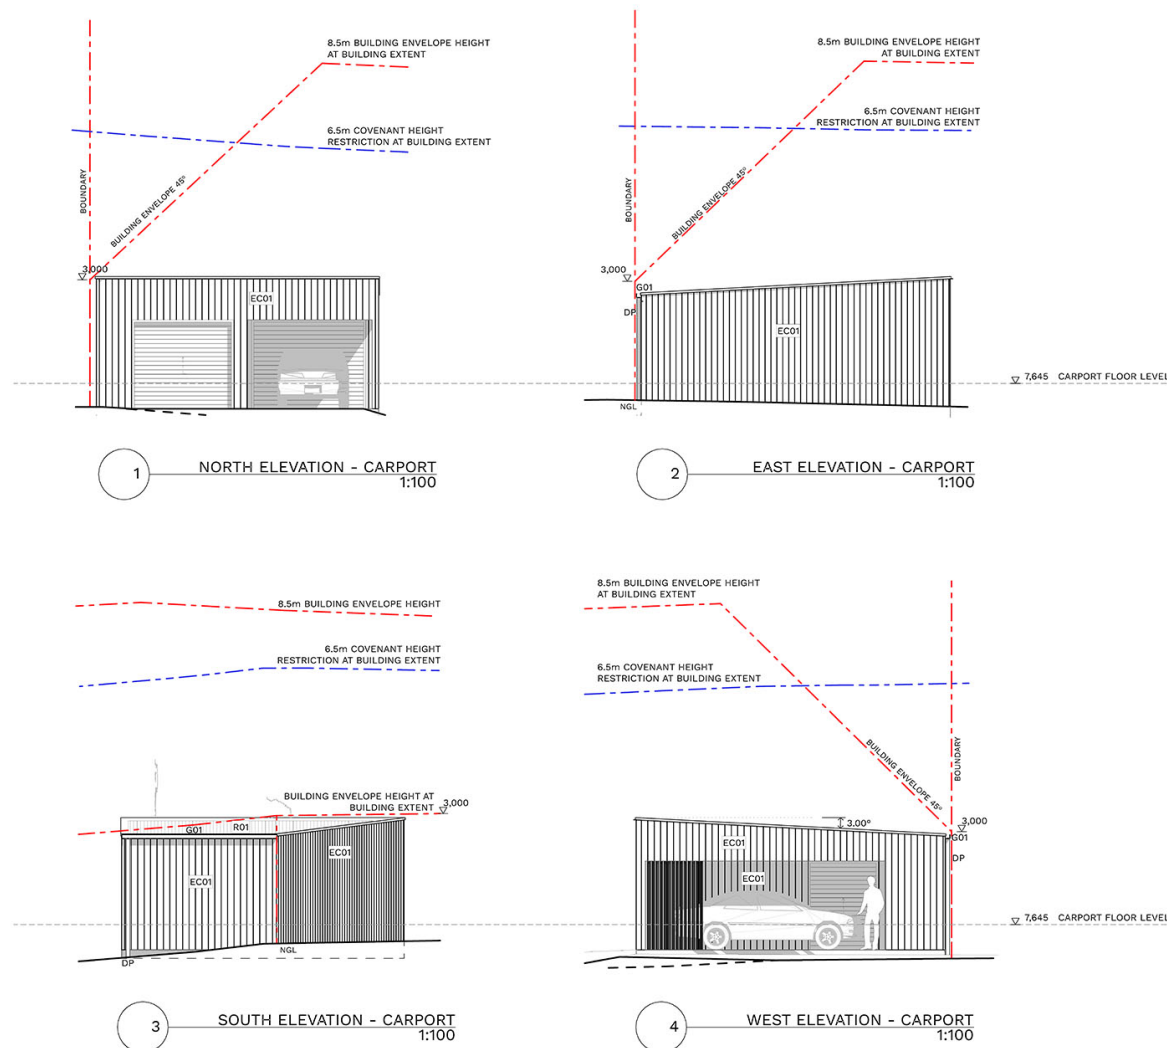 8.5m BUILDING ENVELOPE HEIGHT
AT BUILDING EXTENT
6.5m COVENANT HEIGHT
RESTRICTION AT BUILDING EXTENT
BOUNDARY
BUILDING ENVELOPE 45º
3,000
EC01
1
NORTH ELEVATION - CARPORT
1:100
8.5m BUILDING ENVELOPE HEIGHT
AT BUILDING EXTENT
6.5m COVENANT HEIGHT
RESTRICTION AT BUILDING EXTENT
BOUNDARY
BUILDING ENVELOPE 45º
3,000
G01
DP
EC01
7,645 CARPORT FLOOR LEVEL
NGL
2
EAST ELEVATION - CARPORT
1:100
8.5m BUILDING ENVELOPE HEIGHT
6.5m COVENANT HEIGHT
RESTRICTION AT BUILDING EXTENT
BUILDING ENVELOPE HEIGHT AT
BUILDING EXTENT
3,000
G01
R01
EC01
EC01
NGL
DP
3
SOUTH ELEVATION - CARPORT
1:100
8.5m BUILDING ENVELOPE HEIGHT
AT BUILDING EXTENT
6.5m COVENANT HEIGHT
RESTRICTION AT BUILDING EXTENT
BUILDING ENVELOPE 45º
BOUNDARY
3,000
3.00°
G01
DP
EC01
EC01
7,645 CARPORT FLOOR LEVEL
4
WEST ELEVATION - CARPORT
1:100